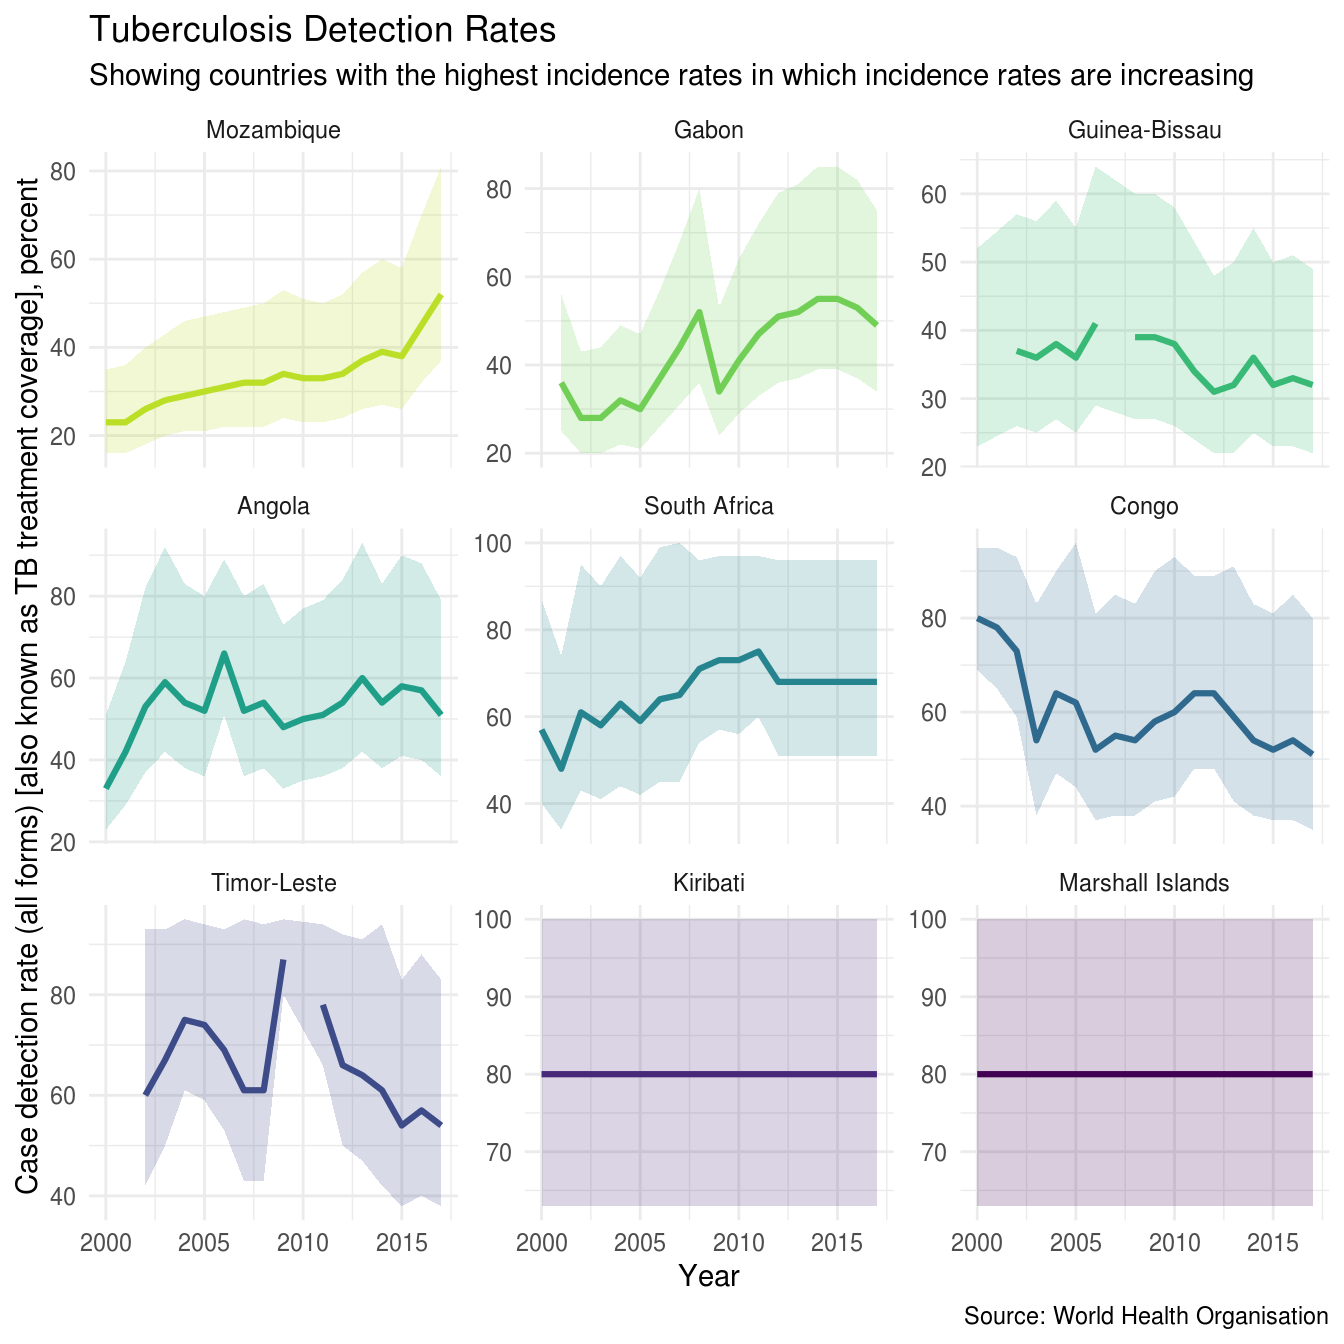 Tuberculosis Detection Rates
Showing countries with the highest incidence rates in which incidence rates are increasing
Case detection rate (all forms) [also known as TB treatment coverage], percent
Mozambique
80
60
40
20
Gabon
80
60
40
20
Guinea-Bissau
60
50
40
30
20
Angola
80
60
40
20
South Africa
100
80
60
40
Congo
80
60
40
Timor-Leste
80
60
40
2000 2005 2010 2015
Kiribati
100
90
80
70
2000 2005 2010 2015
Marshall Islands
100
90
80
70
2000 2005 2010 2015
Year
Source: World Health Organisation